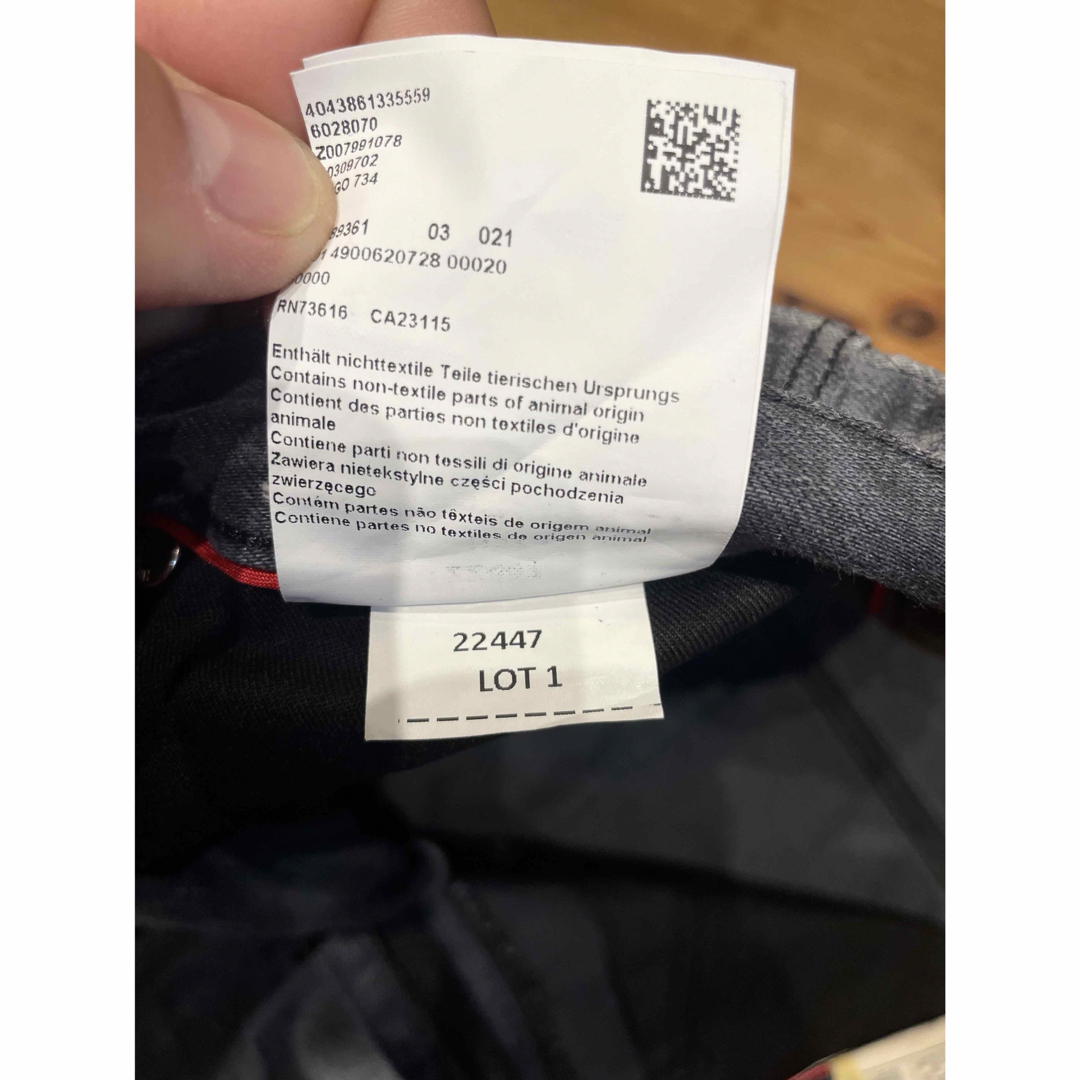 4043861335559
6028070
Z007991078
0309702
GO 734
89361 03 021
14900620728 00020
0000
RN73616 CA23115
Enthält nichttextile Teile tierischen Ursprungs
Contains non-textile parts of animal origin
Contient des parties non textiles d'origine
animale
Contiene parti non tessili di origine animale
Zawiera nietekstylne części pochodzenia
zwierzęcego
Contém partes não têxteis de origem animal
Contiene partes no textiles de origen animal
22447
LOT 1